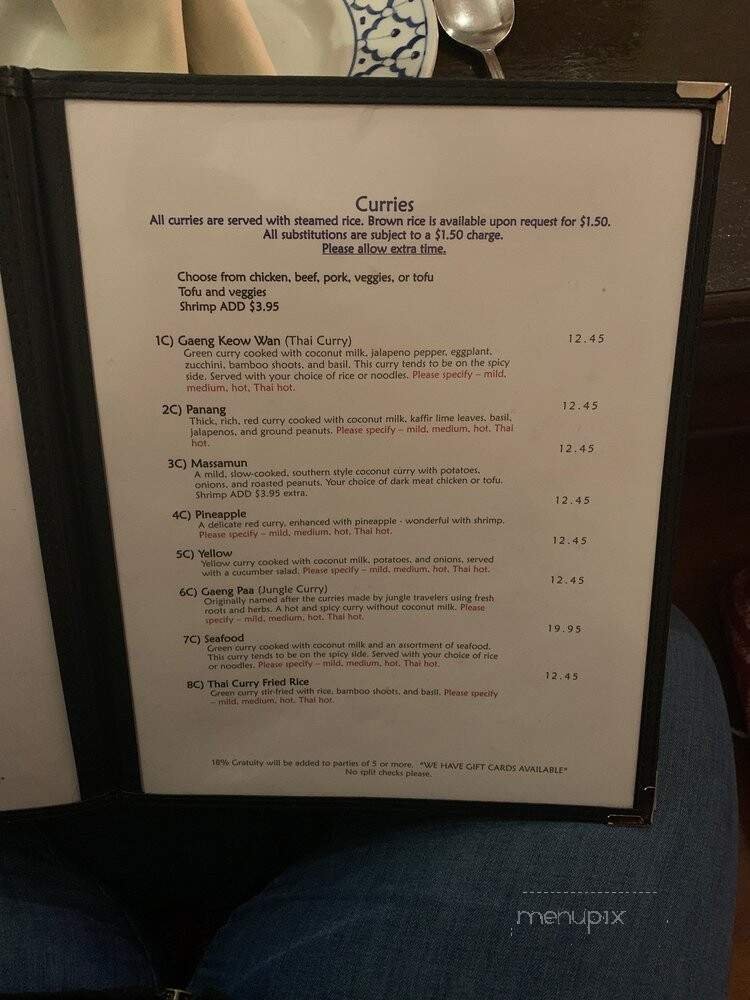 Curries
All curries are served with steamed rice. Brown rice is available upon request for $1.50.
All substitutions are subject to a $1.50 charge.
Please allow extra time.
Choose from chicken, beef, pork, veggies, or tofu
Tofu and veggies
Shrimp ADD $3.95
1C) Gaeng Keow Wan (Thai Curry) 12.45
Green curry cooked with coconut milk, jalapeno pepper, eggplant,
zucchini, bamboo shoots, and basil. This curry tends to be on the spicy
side. Served with your choice of rice or noodles. Please specify – mild,
medium, hot, Thai hot.
2C) Panang 12.45
Thick, rich, red curry cooked with coconut milk, kaffir lime leaves, basil,
jalapenos, and ground peanuts. Please specify – mild, medium, hot, Thai
hot.
3C) Massamun 12.45
A mild, slow-cooked, southern style coconut curry with potatoes,
onions, and roasted peanuts. Your choice of dark meat chicken or tofu.
Shrimp ADD $3.95 extra.
4C) Pineapple 12.45
A delicate red curry, enhanced with pineapple - wonderful with shrimp.
Please specify – mild, medium, hot, Thai hot.
5C) Yellow 12.45
Yellow curry cooked with coconut milk, potatoes, and onions, served
with a cucumber salad. Please specify – mild, medium, hot, Thai hot.
6C) Gaeng Paa (Jungle Curry) 12.45
Originally named after the curries made by jungle travelers using fresh
roots and herbs. A hot and spicy curry without coconut milk. Please
specify – mild, medium, hot, Thai hot.
7C) Seafood 19.95
Green curry cooked with coconut milk and an assortment of seafood.
This curry tends to be on the spicy side. Served with your choice of rice
or noodles. Please specify – mild, medium, hot, Thai hot.
8C) Thai Curry Fried Rice 12.45
Green curry stir-fried with rice, bamboo shoots, and basil. Please specify
– mild, medium, hot, Thai hot.
18% Gratuity will be added to parties of 5 or more. *WE HAVE GIFT CARDS AVAILABLE*
No split checks please.
menupix